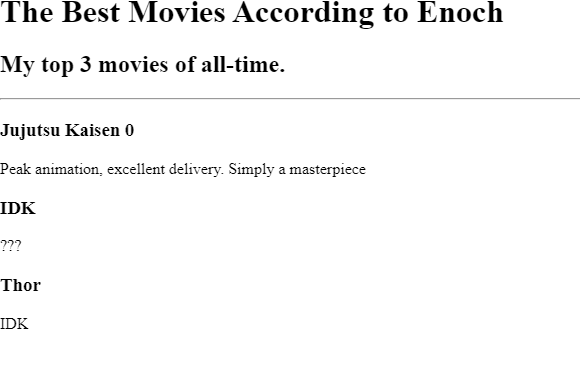 The Best Movies According to Enoch
My top 3 movies of all-time.
Jujutsu Kaisen 0
Peak animation, excellent delivery. Simply a masterpiece
IDK
???
Thor
IDK